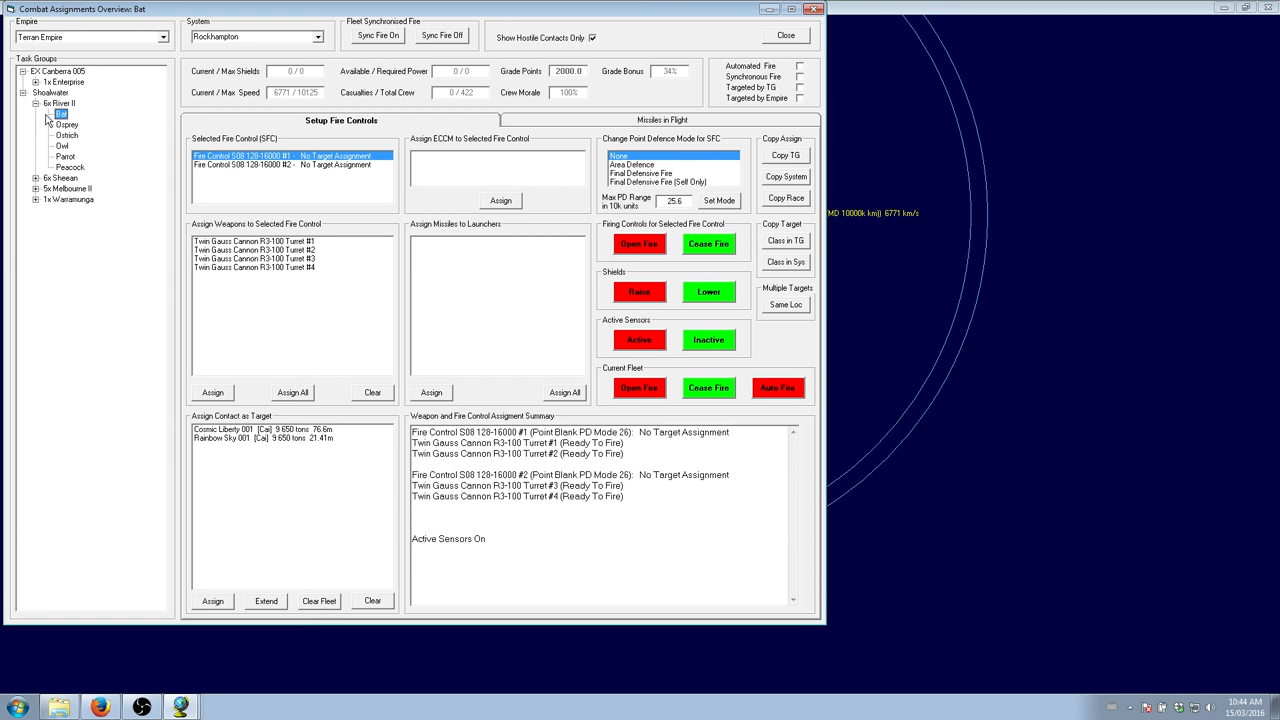 Combat Assignments Overview: Bat
Empire
Terran Empire
System
Rockhampton
Fleet Synchronised Fire
Sync Fire On
Sync Fire Off
Show Hostile Contacts Only
Close
Task Groups
EX Canberra 005
1x Enterprise
Shoalwater
6x River II
Bat
Osprey
Ostrich
Owl
Parrot
Peacock
6x Sheean
5x Melbourne II
1x Warramunga
Current / Max Shields
0 / 0
Available / Required Power
0 / 0
Grade Points
2000.0
Grade Bonus
34%
Current / Max Speed
6771 / 10125
Casualties / Total Crew
0 / 422
Crew Morale
100%
Automated Fire
Synchronous Fire
Targeted by TG
Targeted by Empire
Setup Fire Controls
Missiles in Flight
Selected Fire Control (SFC)
Fire Control S08 128-16000 #1 - No Target Assignment
Fire Control S08 128-16000 #2 - No Target Assignment
Assign ECCM to Selected Fire Control
Assign
Change Point Defence Mode for SFC
None
Area Defence
Final Defensive Fire
Final Defensive Fire (Self Only)
Max PD Range
in 10k units
25.6
Set Mode
Copy Assign
Copy TG
Copy System
Copy Race
Assign Weapons to Selected Fire Control
Twin Gauss Cannon R3-100 Turret #1
Twin Gauss Cannon R3-100 Turret #2
Twin Gauss Cannon R3-100 Turret #3
Twin Gauss Cannon R3-100 Turret #4
Assign
Assign All
Clear
Assign Missiles to Launchers
Assign
Assign All
Firing Controls for Selected Fire Control
Open Fire
Cease Fire
Shields
Raise
Lower
Active Sensors
Active
Inactive
Current Fleet
Open Fire
Cease Fire
Auto Fire
Copy Target
Class in TG
Class in Sys
Multiple Targets
Same Loc
MD 10000k km)) 6771 km/s
Assign Contact as Target
Cosmic Liberty 001 [Cai] 9 650 tons 76.6m
Rainbow Sky 001 [Cai] 9 650 tons 21.41m
Assign
Extend
Clear Fleet
Clear
Weapon and Fire Control Assigment Summary
Fire Control S08 128-16000 #1 (Point Blank PD Mode 26): No Target Assignment
Twin Gauss Cannon R3-100 Turret #1 (Ready To Fire)
Twin Gauss Cannon R3-100 Turret #2 (Ready To Fire)
Fire Control S08 128-16000 #2 (Point Blank PD Mode 26): No Target Assignment
Twin Gauss Cannon R3-100 Turret #3 (Ready To Fire)
Twin Gauss Cannon R3-100 Turret #4 (Ready To Fire)
Active Sensors On
10:44 AM
15/03/2016